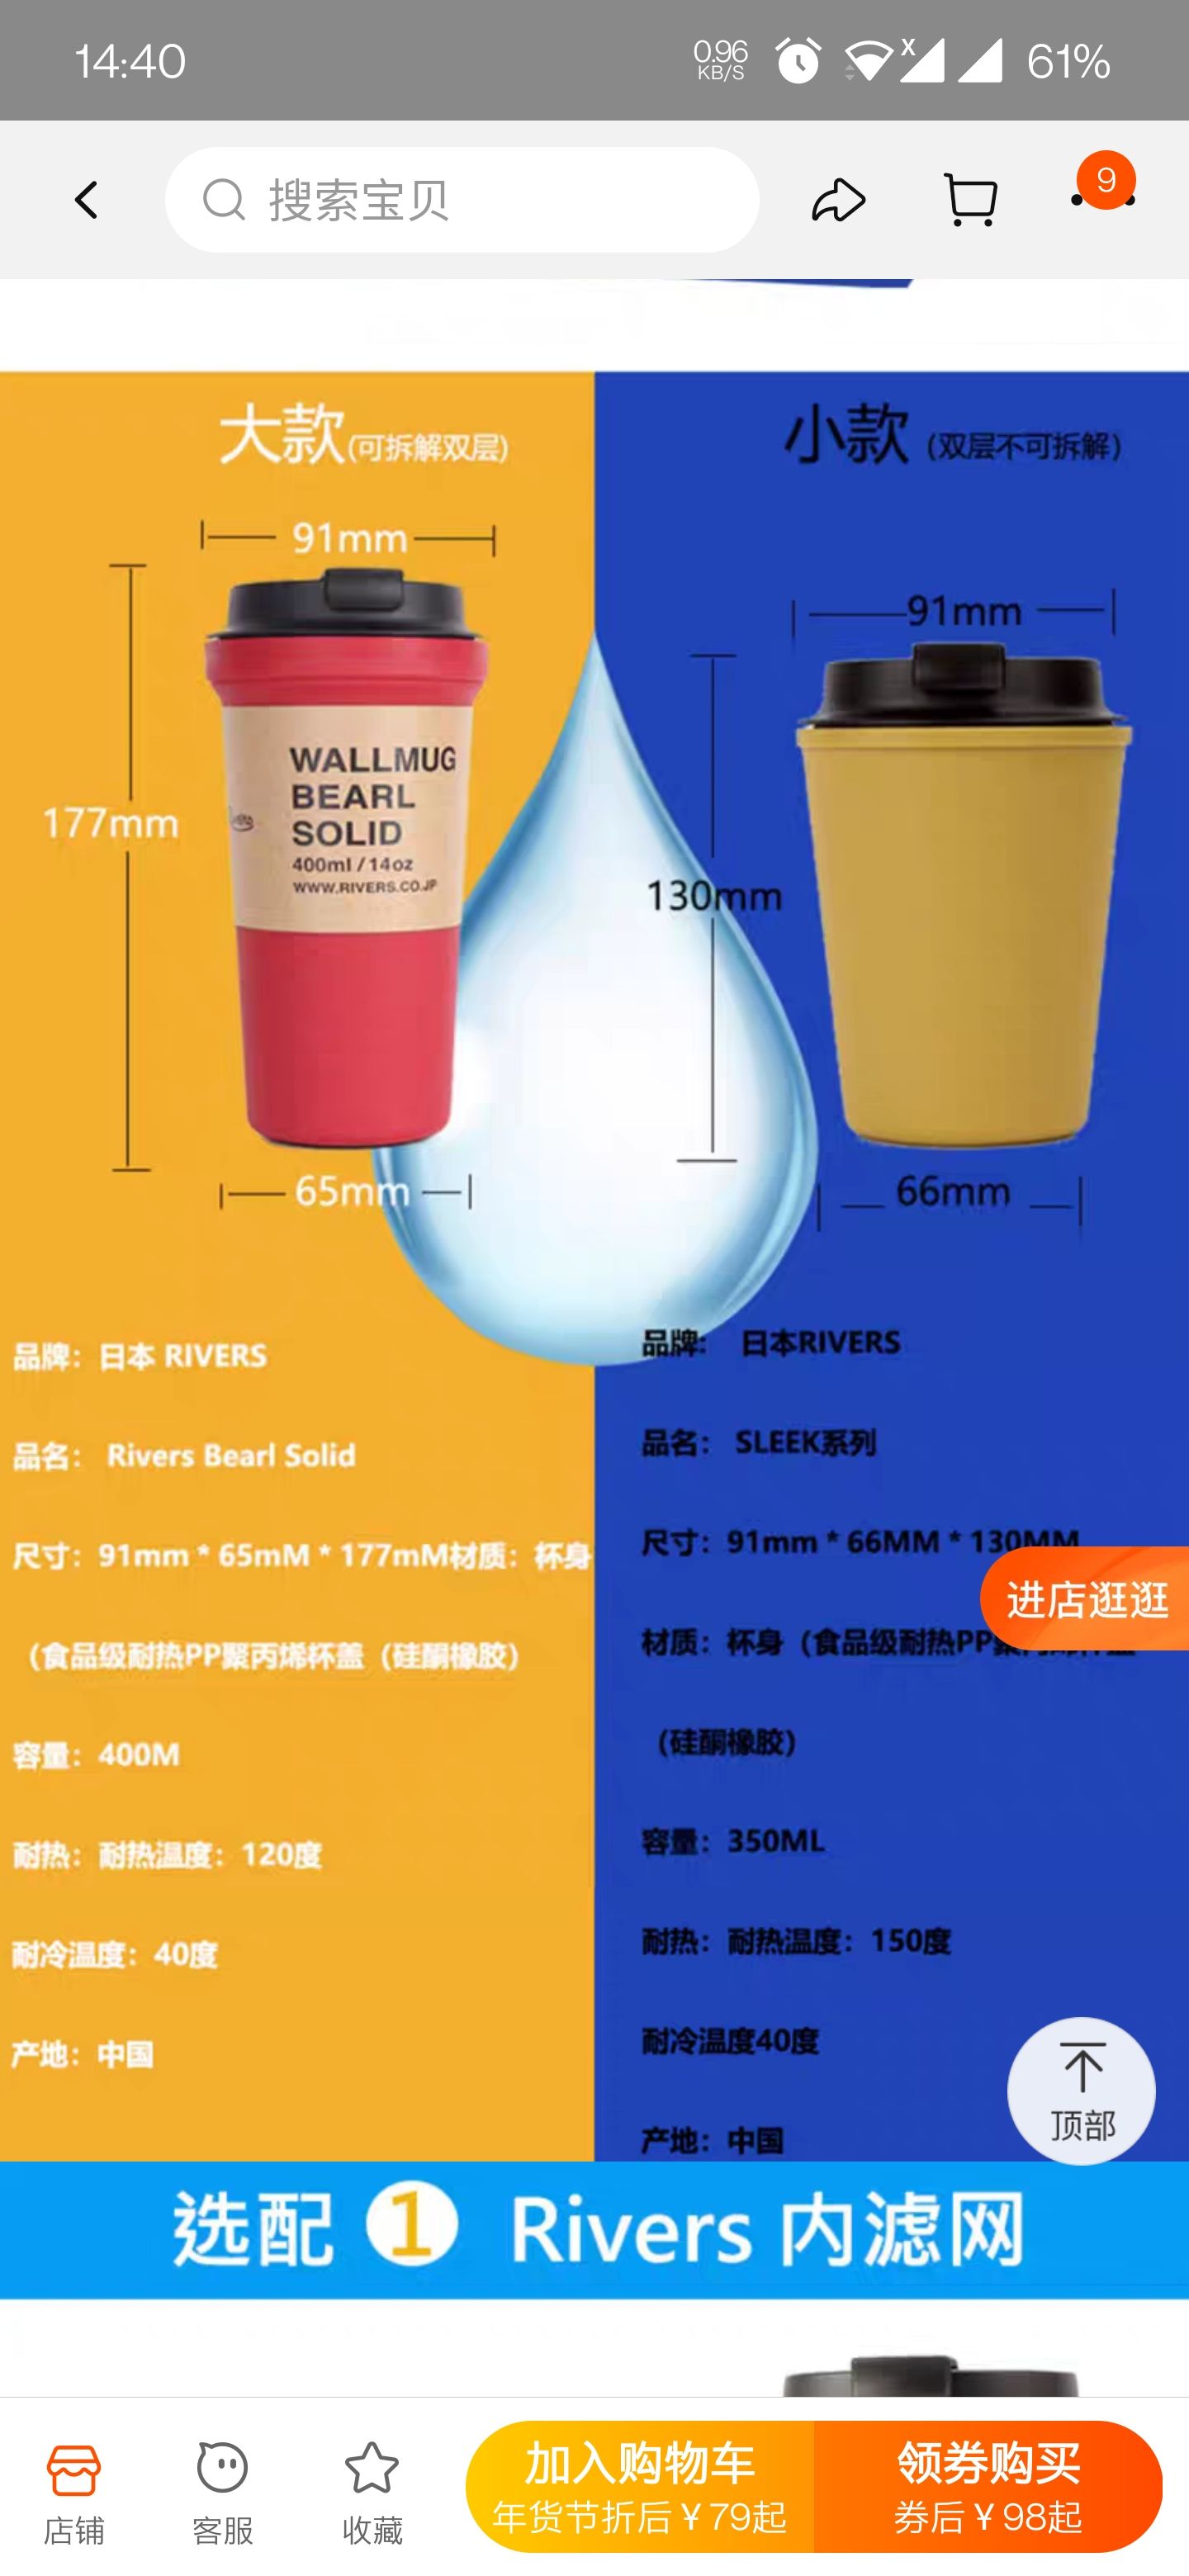 14:40
0.96
KB/S
x
61%
搜索宝贝
9
大款(可拆解双层)
小款（双层不可拆解）
91mm
91mm
WALLMUG
BEARL
SOLID
400ml / 14oz
WWW.RIVERS.CO.JP
177mm
130mm
65mm
66mm
品牌：日本 RIVERS
品名： Rivers Bearl Solid
尺寸：91mm * 65mM * 177mM材质：杯身
（食品级耐热PP聚丙烯杯盖（硅酮橡胶）
容量：400M
耐热：耐热温度：120度
耐冷温度：40度
产地：中国
品牌： 日本RIVERS
品名： SLEEK系列
尺寸：91mm * 66MM * 130MM
材质：杯身（食品级耐热PP
（硅酮橡胶）
容量：350ML
耐热：耐热温度：150度
耐冷温度40度
产地：中国
进店逛逛
顶部
选配 1 Rivers 内滤网
店铺
客服
收藏
加入购物车
年货节折后￥79起
领券购买
券后￥98起